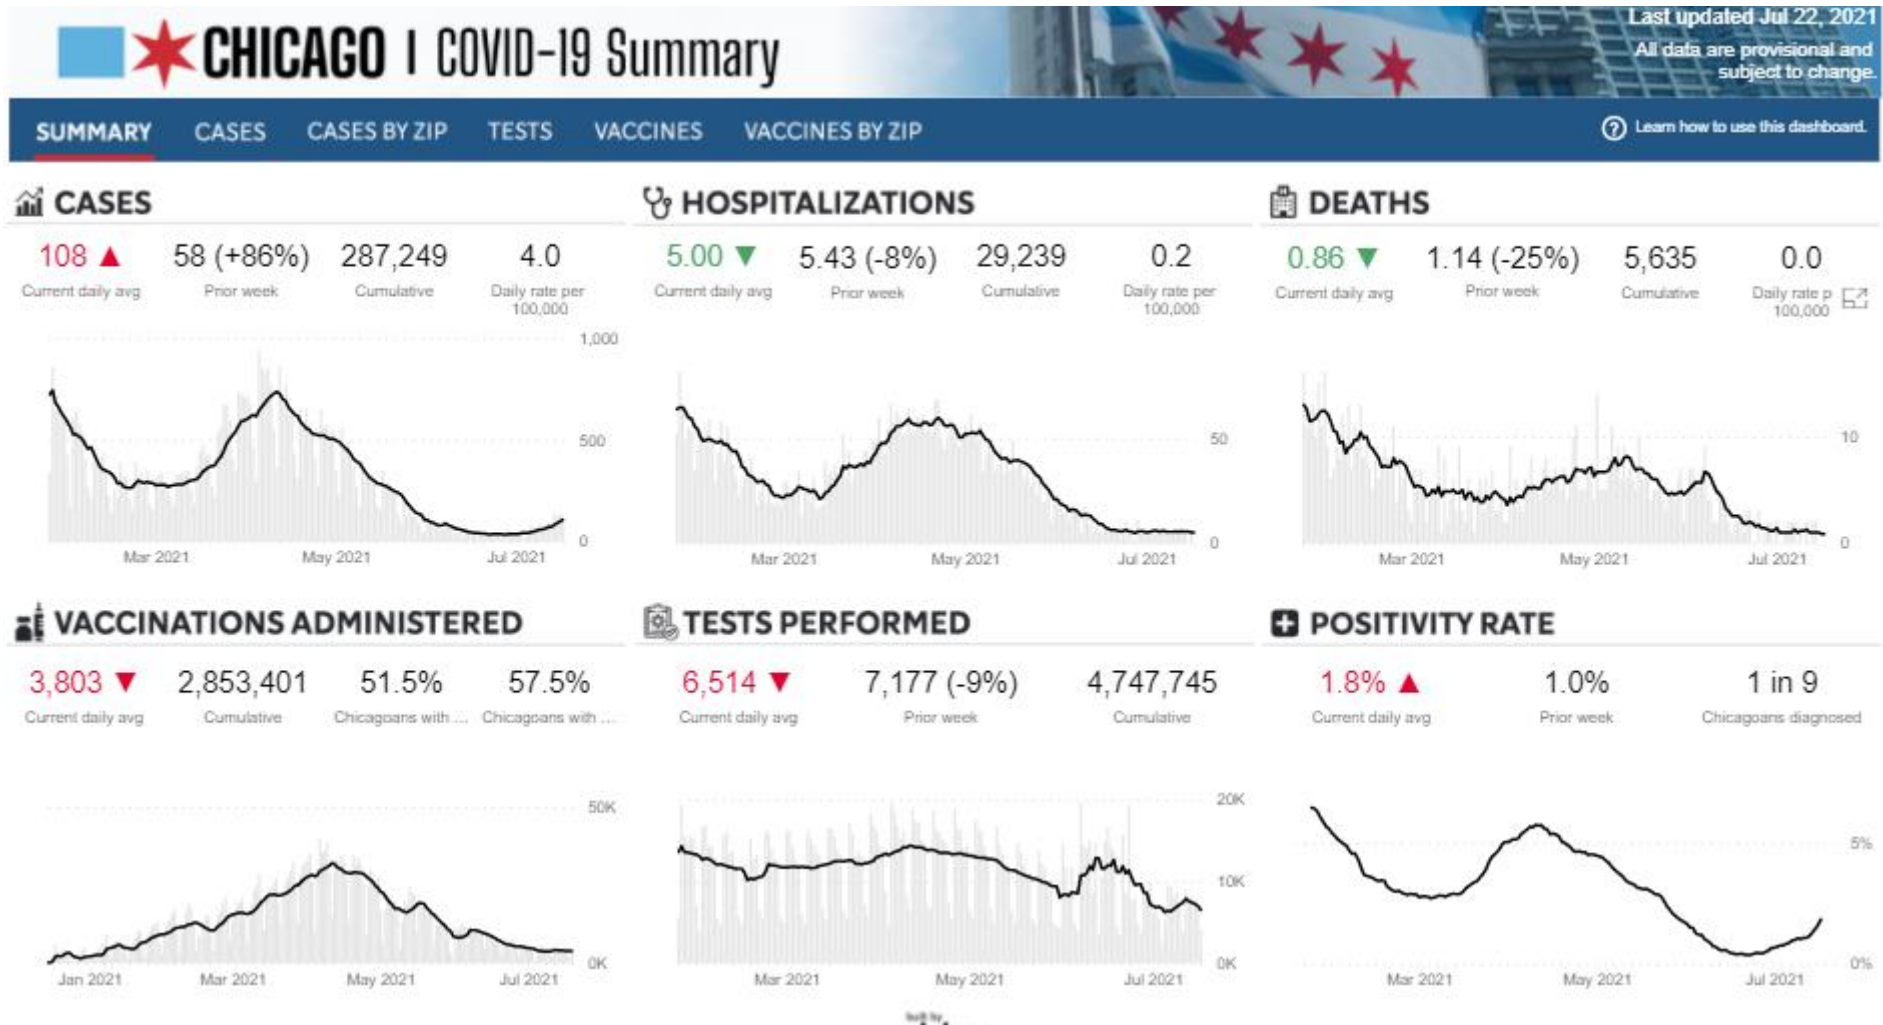 CHICAGO | COVID-19 Summary
Last updated Jul 22, 2021
All data are provisional and
subject to change.
SUMMARY CASES CASES BY ZIP TESTS VACCINES VACCINES BY ZIP
? Learn how to use this dashboard.
CASES
108 ▲ 58 (+86%) 287,249 4.0
Current daily avg Prior week Cumulative Daily rate per
100,000
1,000
500
0
Mar 2021 May 2021 Jul 2021
HOSPITALIZATIONS
5.00 ▼ 5.43 (-8%) 29,239 0.2
Current daily avg Prior week Cumulative Daily rate per
100,000
50
0
Mar 2021 May 2021 Jul 2021
DEATHS
0.86 ▼ 1.14 (-25%) 5,635 0.0
Current daily avg Prior week Cumulative Daily rate p
100,000
10
0
Mar 2021 May 2021 Jul 2021
VACCINATIONS ADMINISTERED
3,803 ▼ 2,853,401 51.5% 57.5%
Current daily avg Cumulative Chicagoans with ... Chicagoans with ...
50K
0K
Jan 2021 Mar 2021 May 2021 Jul 2021
TESTS PERFORMED
6,514 ▼ 7,177 (-9%) 4,747,745
Current daily avg Prior week Cumulative
20K
10K
0K
Mar 2021 May 2021 Jul 2021
POSITIVITY RATE
1.8% ▲ 1.0% 1 in 9
Current daily avg Prior week Chicagoans diagnosed
5%
0%
Mar 2021 May 2021 Jul 2021
built by